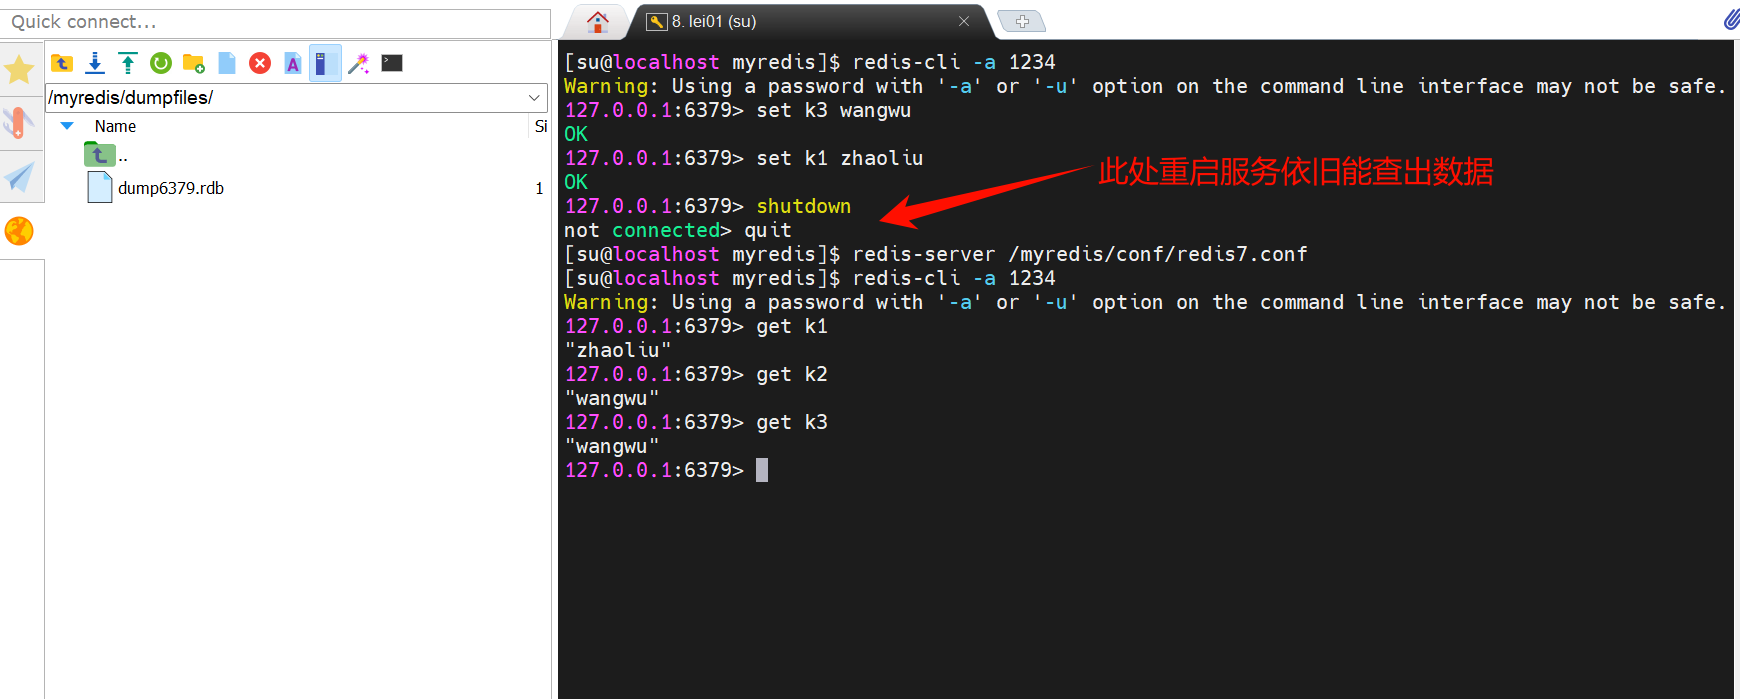 Quick connect...
8. lei01 (su)
/myredis/dumpfiles/
Name
Si
..
dump6379.rdb
1
[su@localhost myredis]$ redis-cli -a 1234
Warning: Using a password with '-a' or '-u' option on the command line interface may not be safe.
127.0.0.1:6379> set k3 wangwu
OK
127.0.0.1:6379> set k1 zhaoliu
OK
此处重启服务依旧能查出数据
127.0.0.1:6379> shutdown
not connected> quit
[su@localhost myredis]$ redis-server /myredis/conf/redis7.conf
[su@localhost myredis]$ redis-cli -a 1234
Warning: Using a password with '-a' or '-u' option on the command line interface may not be safe.
127.0.0.1:6379> get k1
"zhaoliu"
127.0.0.1:6379> get k2
"wangwu"
127.0.0.1:6379> get k3
"wangwu"
127.0.0.1:6379>